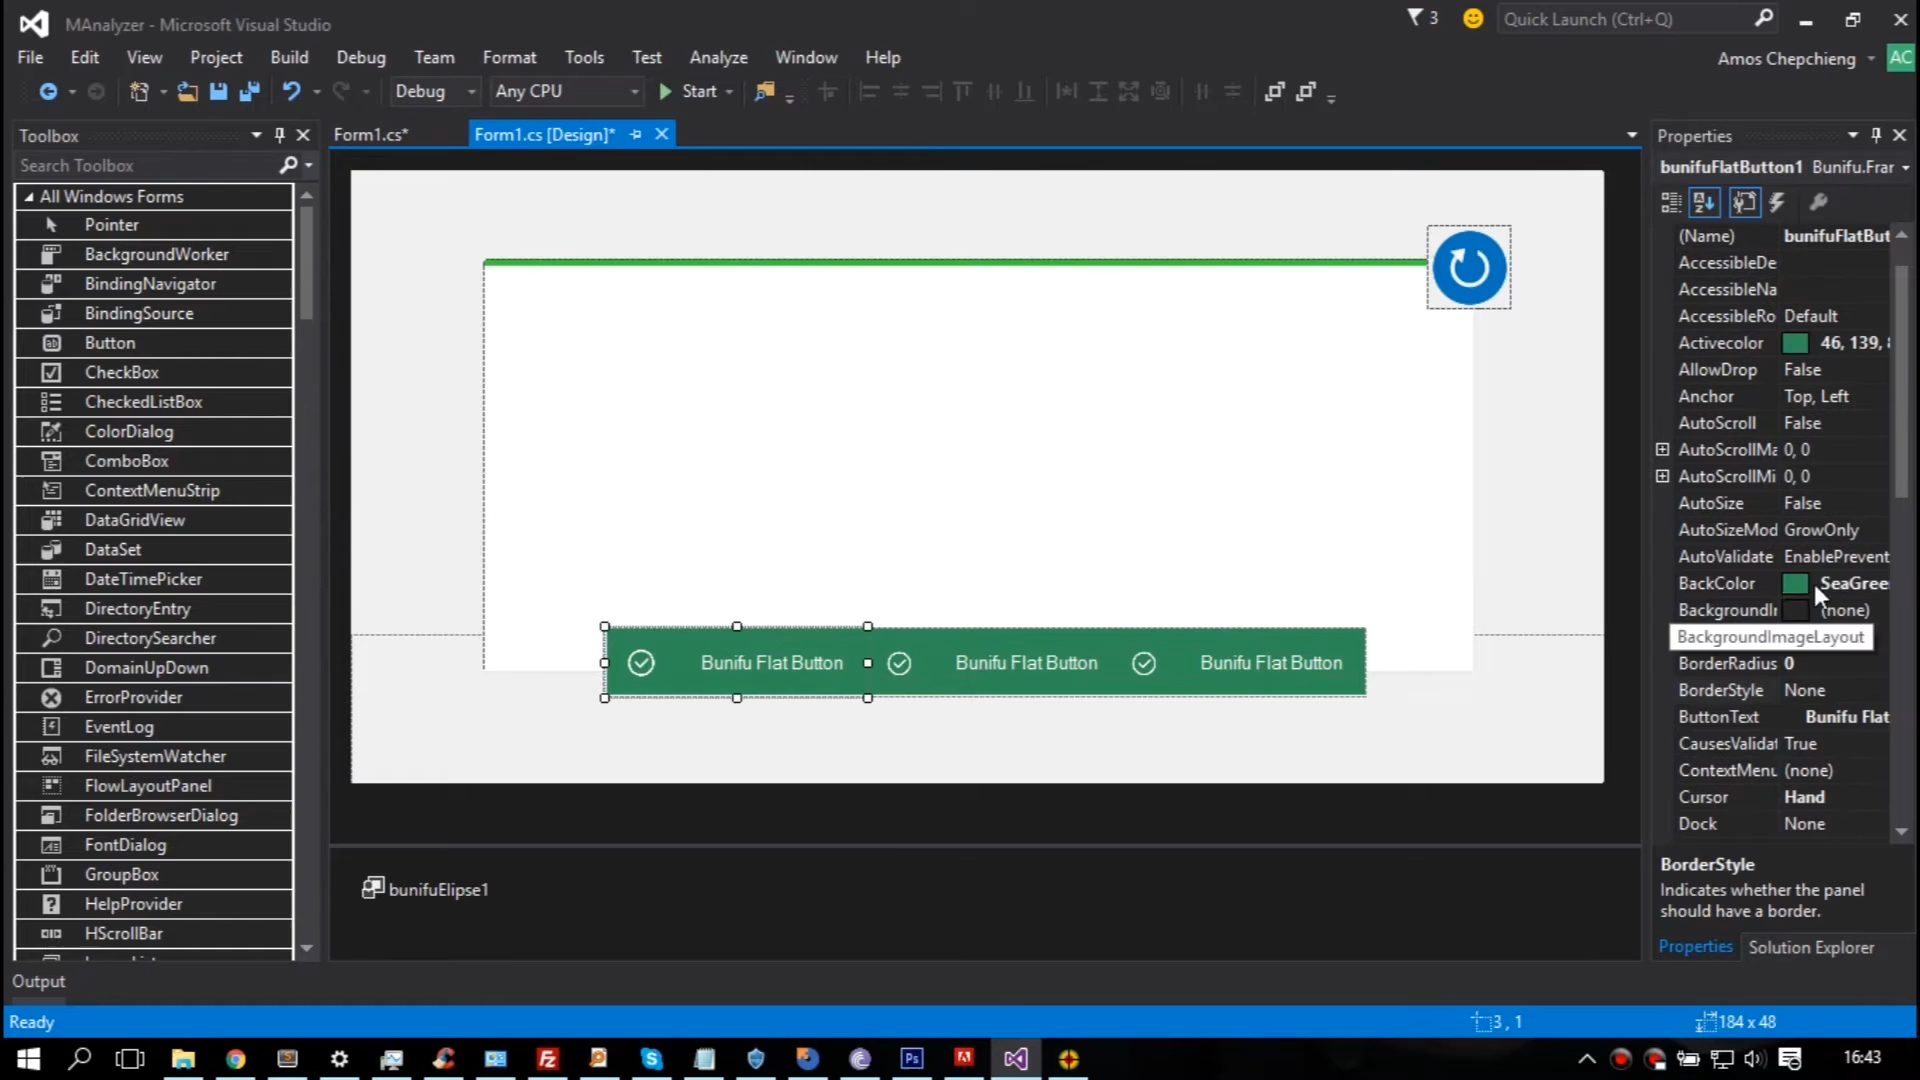 MAnalyzer - Microsoft Visual Studio
3
Quick Launch (Ctrl+Q)
File Edit View Project Build Debug Team Format Tools Test Analyze Window Help
Amos Chepchieng
AC
Debug
Any CPU
Start
Toolbox
Form1.cs*
Form1.cs [Design]*
Properties
Search Toolbox
bunifuFlatButton1 Bunifu.Frar
All Windows Forms
Pointer
BackgroundWorker
BindingNavigator
BindingSource
Button
CheckBox
CheckedListBox
ColorDialog
ComboBox
ContextMenuStrip
DataGridView
DataSet
DateTimePicker
DirectoryEntry
DirectorySearcher
DomainUpDown
ErrorProvider
EventLog
FileSystemWatcher
FlowLayoutPanel
FolderBrowserDialog
FontDialog
GroupBox
HelpProvider
HScrollBar
Bunifu Flat Button
Bunifu Flat Button
Bunifu Flat Button
bunifuElipse1
(Name) bunifuFlatBut
AccessibleDe
AccessibleNa
AccessibleRo Default
Activecolor 46, 139,
AllowDrop False
Anchor Top, Left
AutoScroll False
AutoScrollMa 0, 0
AutoScrollMi 0, 0
AutoSize False
AutoSizeMod GrowOnly
AutoValidate EnablePrevent
BackColor SeaGree
BackgroundIr (none)
BackgroundImageLayout
BorderRadius 0
BorderStyle None
ButtonText Bunifu Flat
CausesValidat True
ContextMenu (none)
Cursor Hand
Dock None
BorderStyle
Indicates whether the panel
should have a border.
Properties
Solution Explorer
Output
Ready
3 , 1
184 x 48
16:43